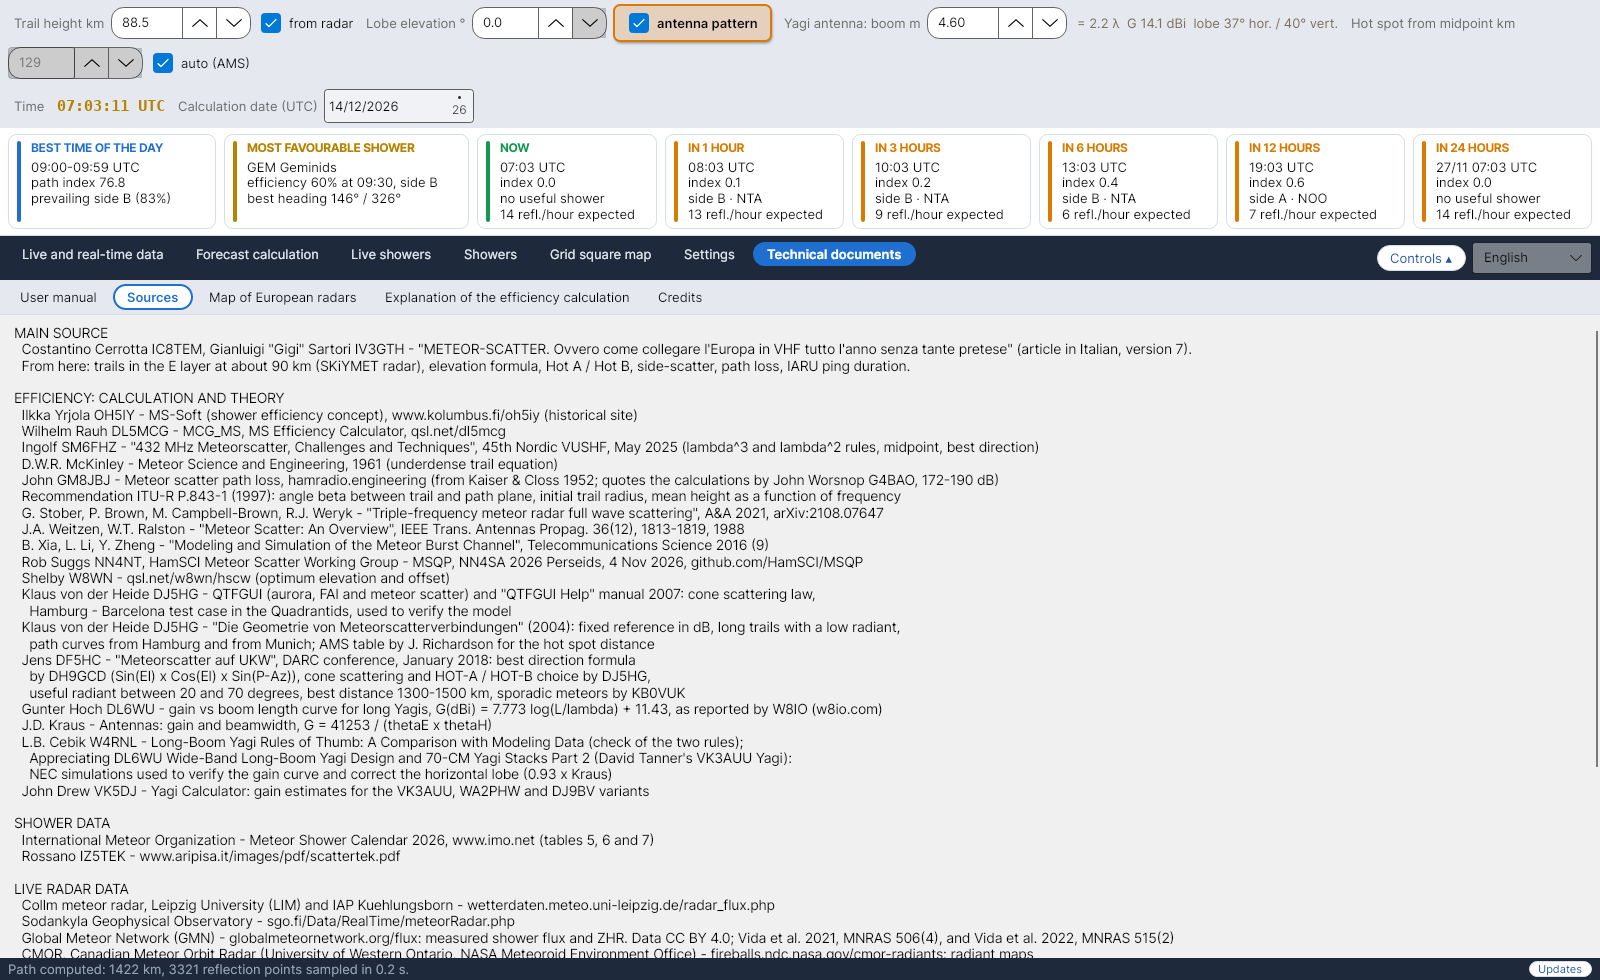 Trail height km 88.5 from radar Lobe elevation ° 0.0 antenna pattern Yagi antenna: boom m 4.60 = 2.2 λ G 14.1 dBi lobe 37° hor. / 40° vert. Hot spot from midpoint km
129 auto (AMS)
Time 07:03:11 UTC Calculation date (UTC) 14/12/2026 26
BEST TIME OF THE DAY
09:00-09:59 UTC
path index 76.8
prevailing side B (83%)
MOST FAVOURABLE SHOWER
GEM Geminids
efficiency 60% at 09:30, side B
best heading 146° / 326°
NOW
07:03 UTC
index 0.0
no useful shower
14 refl./hour expected
IN 1 HOUR
08:03 UTC
index 0.1
side B · NTA
13 refl./hour expected
IN 3 HOURS
10:03 UTC
index 0.2
side B · NTA
9 refl./hour expected
IN 6 HOURS
13:03 UTC
index 0.4
side B · NTA
6 refl./hour expected
IN 12 HOURS
19:03 UTC
index 0.6
side A · NOO
7 refl./hour expected
IN 24 HOURS
27/11 07:03 UTC
index 0.0
no useful shower
14 refl./hour expected
Live and real-time data Forecast calculation Live showers Showers Grid square map Settings Technical documents Controls ▴ English
User manual Sources Map of European radars Explanation of the efficiency calculation Credits
MAIN SOURCE
Costantino Cerrotta IC8TEM, Gianluigi "Gigi" Sartori IV3GTH - "METEOR-SCATTER. Ovvero come collegare l'Europa in VHF tutto l'anno senza tante pretese" (article in Italian, version 7).
From here: trails in the E layer at about 90 km (SKiYMET radar), elevation formula, Hot A / Hot B, side-scatter, path loss, IARU ping duration.
EFFICIENCY: CALCULATION AND THEORY
Ilkka Yrjola OH5IY - MS-Soft (shower efficiency concept), www.kolumbus.fi/oh5iy (historical site)
Wilhelm Rauh DL5MCG - MCG_MS, MS Efficiency Calculator, qsl.net/dl5mcg
Ingolf SM6FHZ - "432 MHz Meteorscatter, Challenges and Techniques", 45th Nordic VUSHF, May 2025 (lambda^3 and lambda^2 rules, midpoint, best direction)
D.W.R. McKinley - Meteor Science and Engineering, 1961 (underdense trail equation)
John GM8JBJ - Meteor scatter path loss, hamradio.engineering (from Kaiser & Closs 1952; quotes the calculations by John Worsnop G4BAO, 172-190 dB)
Recommendation ITU-R P.843-1 (1997): angle beta between trail and path plane, initial trail radius, mean height as a function of frequency
G. Stober, P. Brown, M. Campbell-Brown, R.J. Weryk - "Triple-frequency meteor radar full wave scattering", A&A 2021, arXiv:2108.07647
J.A. Weitzen, W.T. Ralston - "Meteor Scatter: An Overview", IEEE Trans. Antennas Propag. 36(12), 1813-1819, 1988
B. Xia, L. Li, Y. Zheng - "Modeling and Simulation of the Meteor Burst Channel", Telecommunications Science 2016 (9)
Rob Suggs NN4NT, HamSCI Meteor Scatter Working Group - MSQP, NN4SA 2026 Perseids, 4 Nov 2026, github.com/HamSCI/MSQP
Shelby W8WN - qsl.net/w8wn/hscw (optimum elevation and offset)
Klaus von der Heide DJ5HG - QTFGUI (aurora, FAI and meteor scatter) and "QTFGUI Help" manual 2007: cone scattering law,
Hamburg - Barcelona test case in the Quadrantids, used to verify the model
Klaus von der Heide DJ5HG - "Die Geometrie von Meteorscatterverbindungen" (2004): fixed reference in dB, long trails with a low radiant,
path curves from Hamburg and from Munich; AMS table by J. Richardson for the hot spot distance
Jens DF5HC - "Meteorscatter auf UKW", DARC conference, January 2018: best direction formula
by DH9GCD (Sin(El) x Cos(El) x Sin(P-Az)), cone scattering and HOT-A / HOT-B choice by DJ5HG,
useful radiant between 20 and 70 degrees, best distance 1300-1500 km, sporadic meteors by KB0VUK
Gunter Hoch DL6WU - gain vs boom length curve for long Yagis, G(dBi) = 7.773 log(L/lambda) + 11.43, as reported by W8IO (w8io.com)
J.D. Kraus - Antennas: gain and beamwidth, G = 41253 / (thetaE x thetaH)
L.B. Cebik W4RNL - Long-Boom Yagi Rules of Thumb: A Comparison with Modeling Data (check of the two rules);
Appreciating DL6WU Wide-Band Long-Boom Yagi Design and 70-CM Yagi Stacks Part 2 (David Tanner's VK3AUU Yagi):
NEC simulations used to verify the gain curve and correct the horizontal lobe (0.93 x Kraus)
John Drew VK5DJ - Yagi Calculator: gain estimates for the VK3AUU, WA2PHW and DJ9BV variants
SHOWER DATA
International Meteor Organization - Meteor Shower Calendar 2026, www.imo.net (tables 5, 6 and 7)
Rossano IZ5TEK - www.aripisa.it/images/pdf/scattertek.pdf
LIVE RADAR DATA
Collm meteor radar, Leipzig University (LIM) and IAP Kuehlungsborn - wetterdaten.meteo.uni-leipzig.de/radar_flux.php
Sodankyla Geophysical Observatory - sgo.fi/Data/RealTime/meteorRadar.php
Global Meteor Network (GMN) - globalmeteornetwork.org/flux: measured shower flux and ZHR. Data CC BY 4.0; Vida et al. 2021, MNRAS 506(4), and Vida et al. 2022, MNRAS 515(2)
CMOR, Canadian Meteor Orbit Radar (University of Western Ontario, NASA Meteoroid Environment Office) - fireballs.ndc.nasa.gov/cmor-radiants: radiant maps
Path computed: 1422 km, 3321 reflection points sampled in 0.2 s. Updates